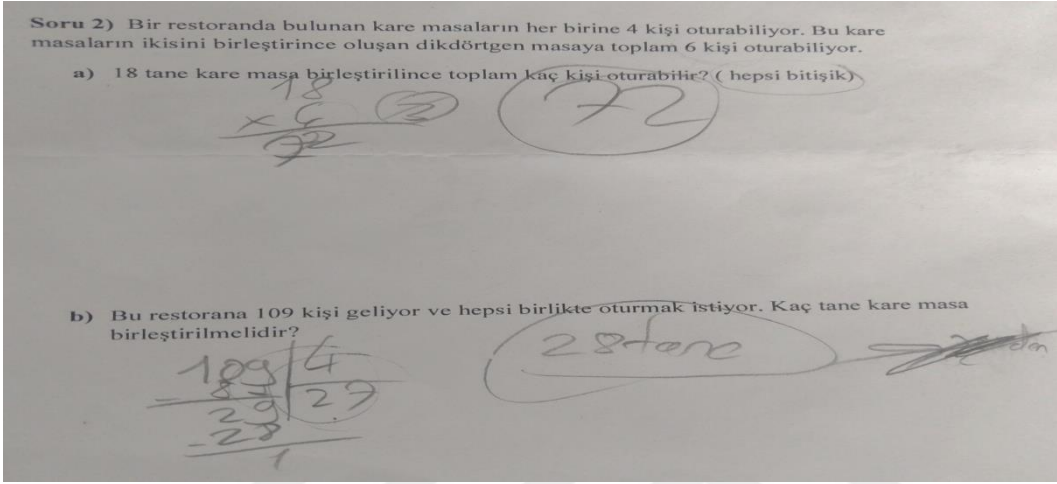 Soru 2) Bir restoranda bulunan kare masaların her birine 4 kişi oturabiliyor. Bu kare
masaların ikisini birleştirince oluşan dikdörtgen masaya toplam 6 kişi oturabiliyor.
a) 18 tane kare masa birleştirilince toplam kaç kişi oturabilir? ( hepsi bitişik)
18
x 4
72
72
b) Bu restorana 109 kişi geliyor ve hepsi birlikte oturmak istiyor. Kaç tane kare masa
birleştirilmelidir?
28 tane
109 4
- 8 27
29
- 28
1